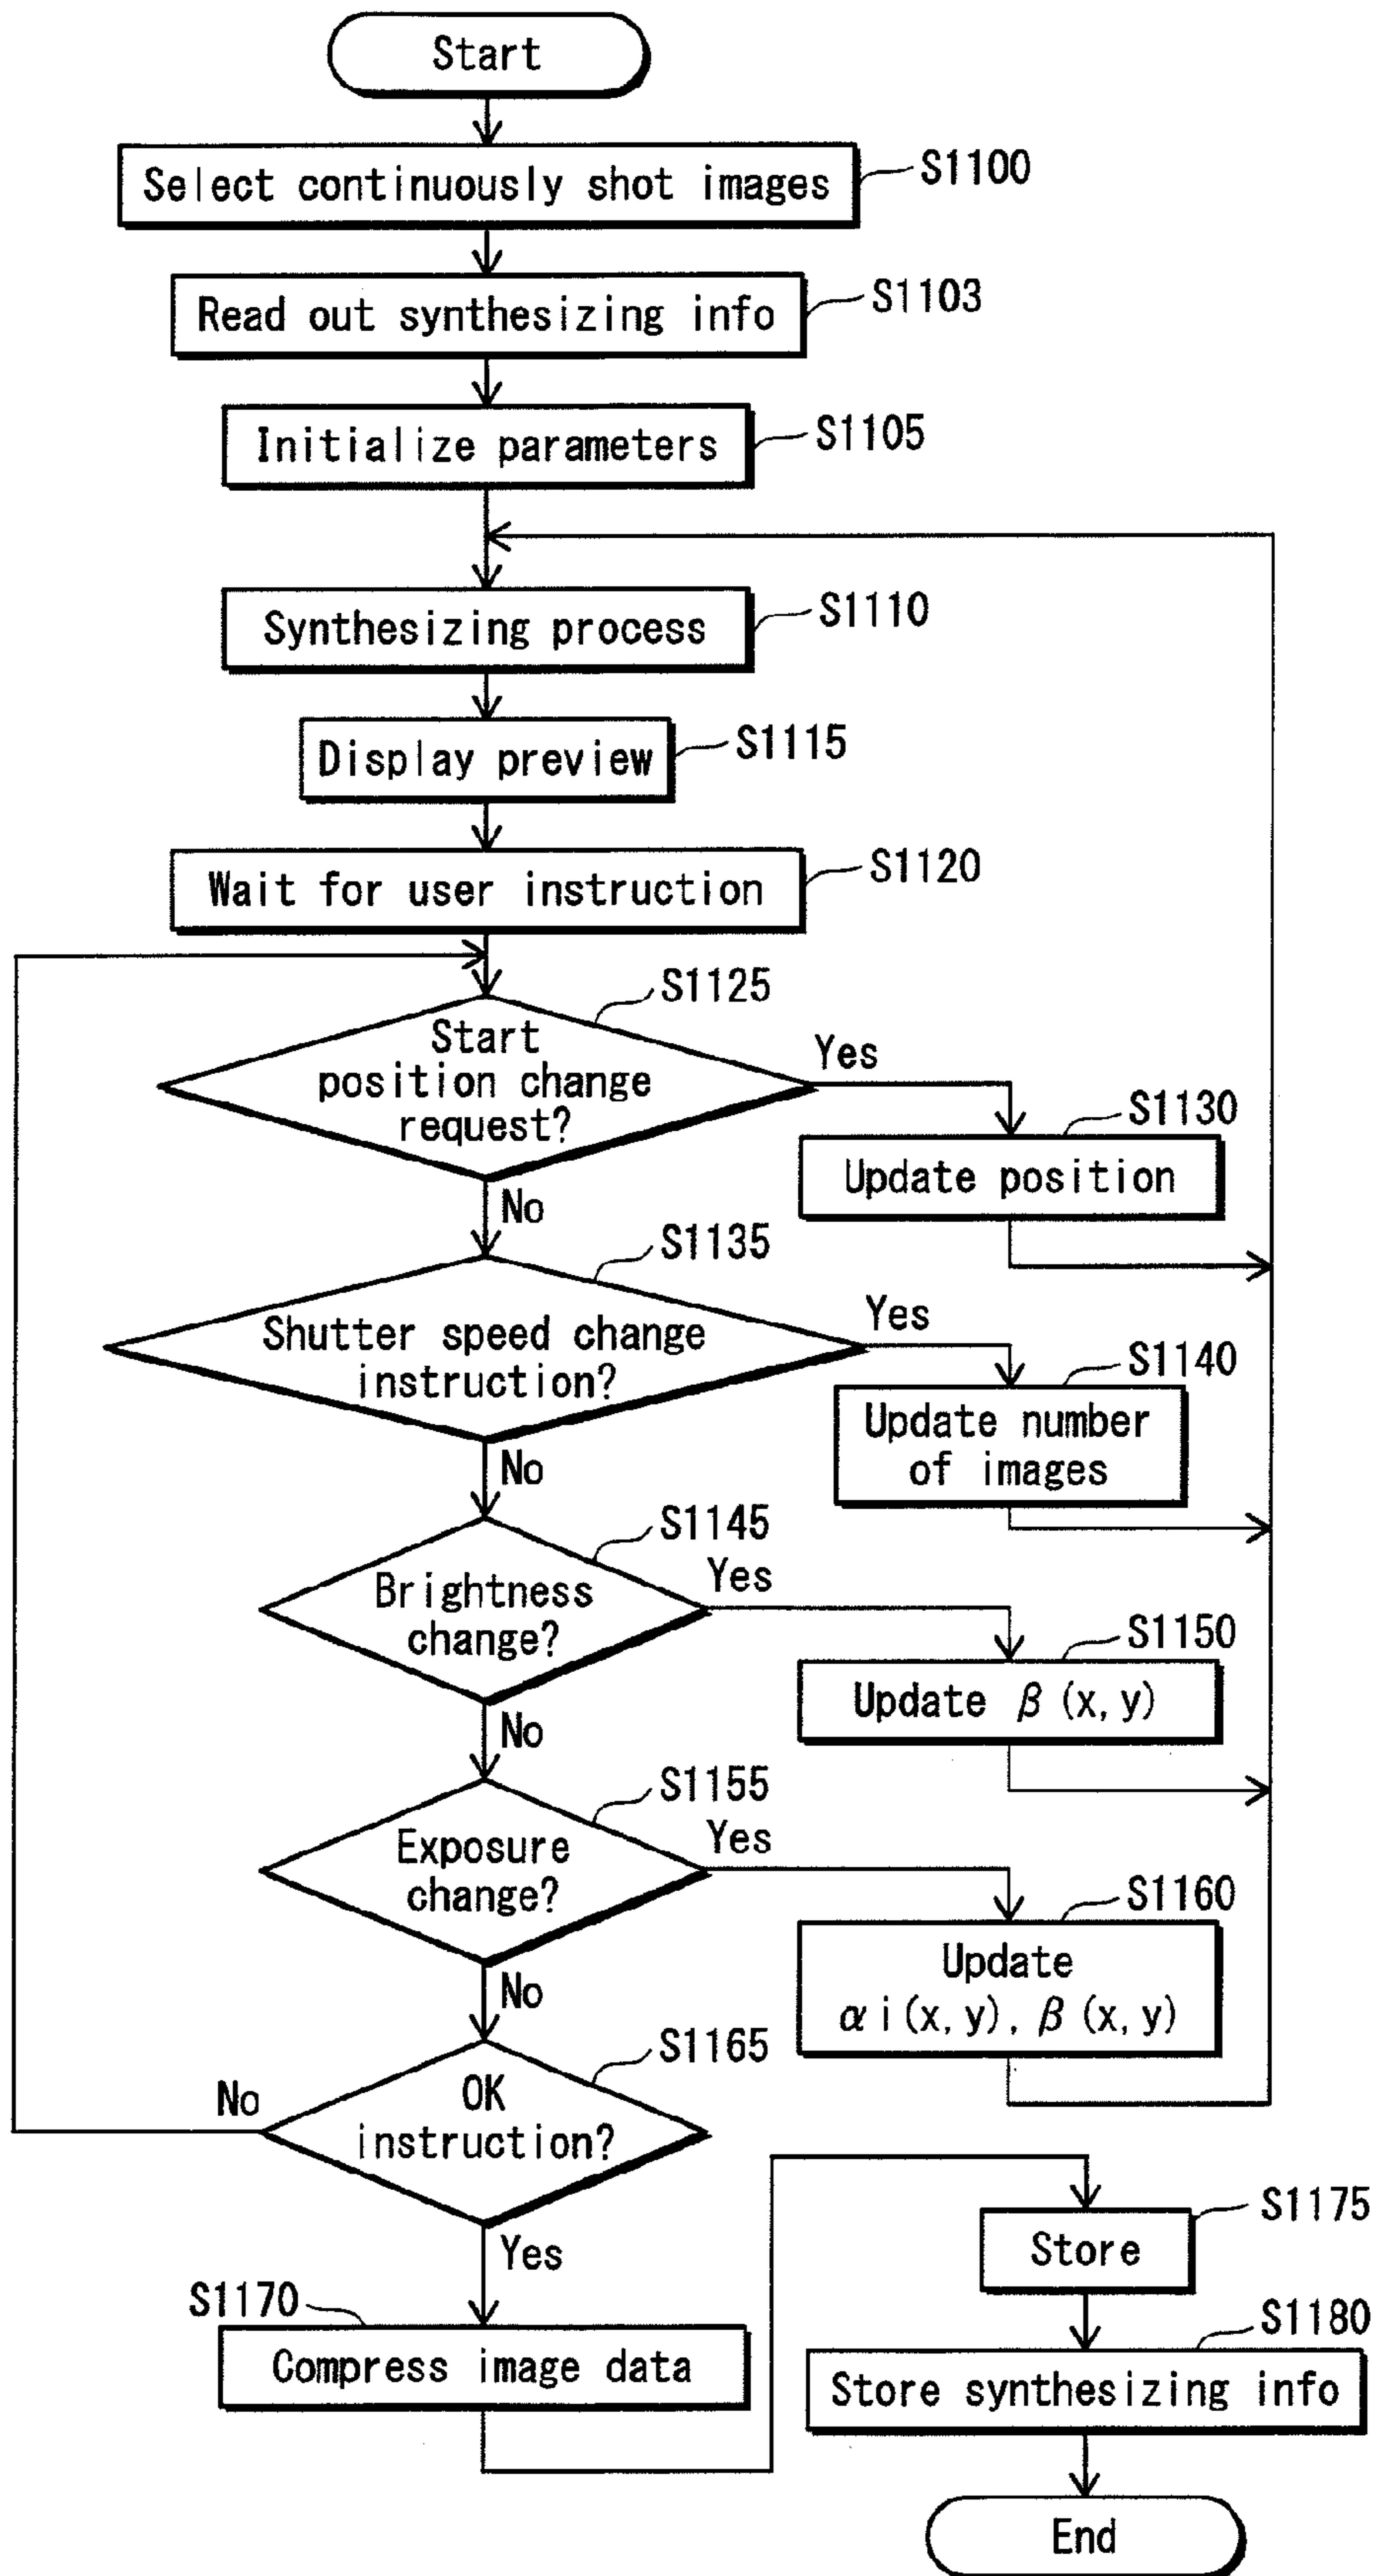 Start
Select continuously shot images
S1100
Read out synthesizing info
S1103
Initialize parameters
S1105
Synthesizing process
S1110
Display preview
S1115
Wait for user instruction
S1120
S1125
Start
position change
request?
Yes
S1130
Update position
No
S1135
Shutter speed change
instruction?
Yes
S1140
Update number
of images
No
S1145
Brightness
change?
Yes
S1150
Update β (x, y)
No
S1155
Exposure
change?
Yes
S1160
Update
α i (x, y), β (x, y)
No
S1165
OK
instruction?
No
Yes
S1170
Compress image data
S1175
Store
S1180
Store synthesizing info
End